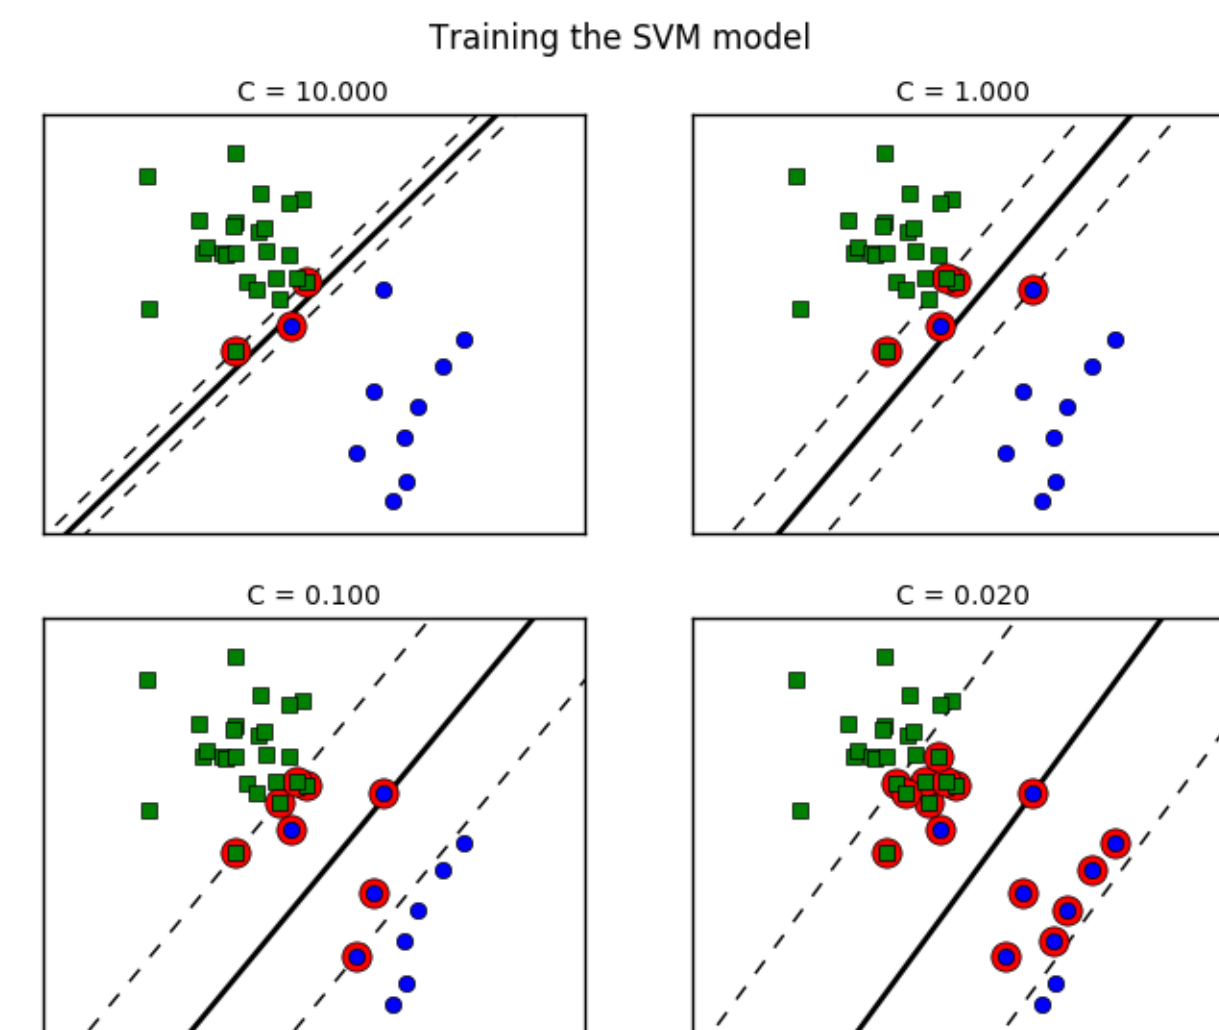 Training the SVM model
C = 10.000
C = 1.000
C = 0.100
C = 0.020